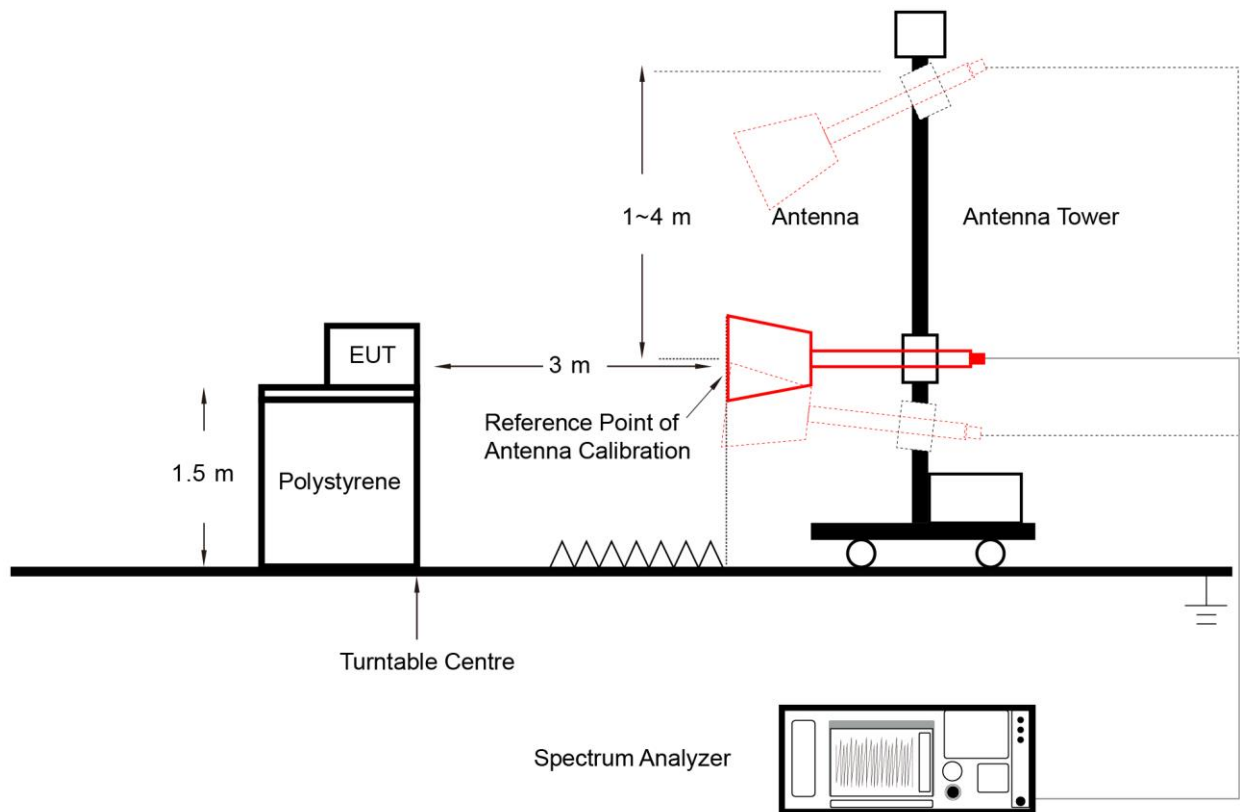 1~4 m
Antenna
Antenna Tower
EUT
3 m
Reference Point of
Antenna Calibration
1.5 m
Polystyrene
Turntable Centre
Spectrum Analyzer